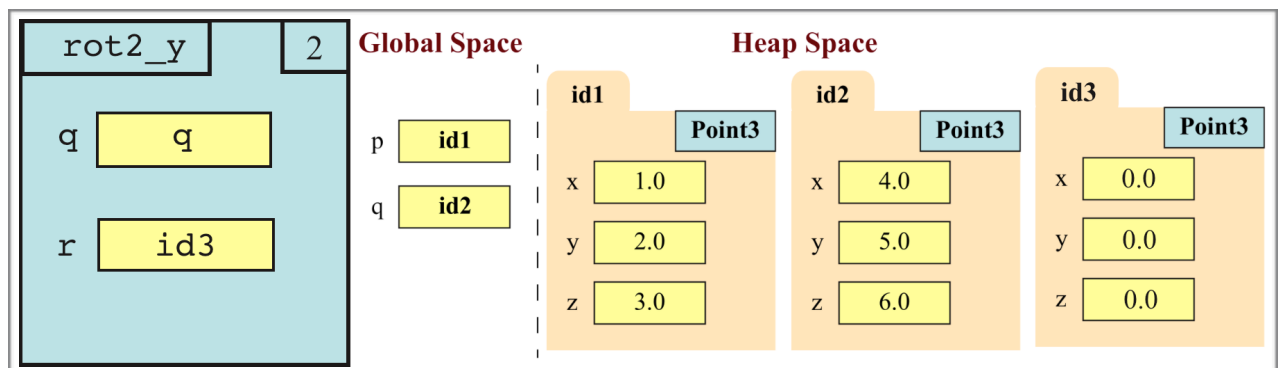 rot2_y 2
q q
r id3
Global Space
p id1
q id2
Heap Space
id1
Point3
x 1.0
y 2.0
z 3.0
id2
Point3
x 4.0
y 5.0
z 6.0
id3
Point3
x 0.0
y 0.0
z 0.0